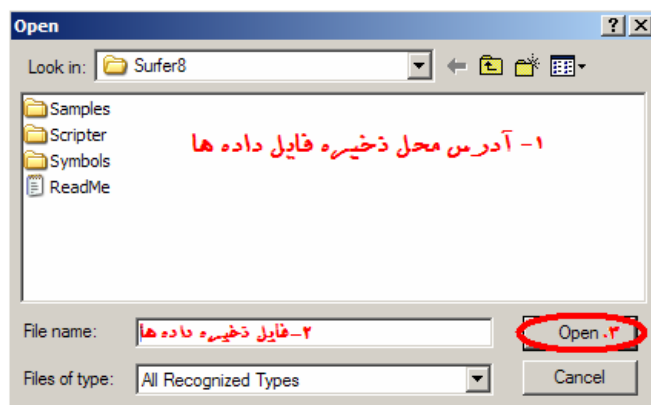 Open
Look in: Surfer8
Samples
Scripter
Symbols
ReadMe
۱- آدرس محل ذخیره فایل داده ها
File name: ۲-فایل ذخیره داده ها
Open .۳
Files of type: All Recognized Types
Cancel